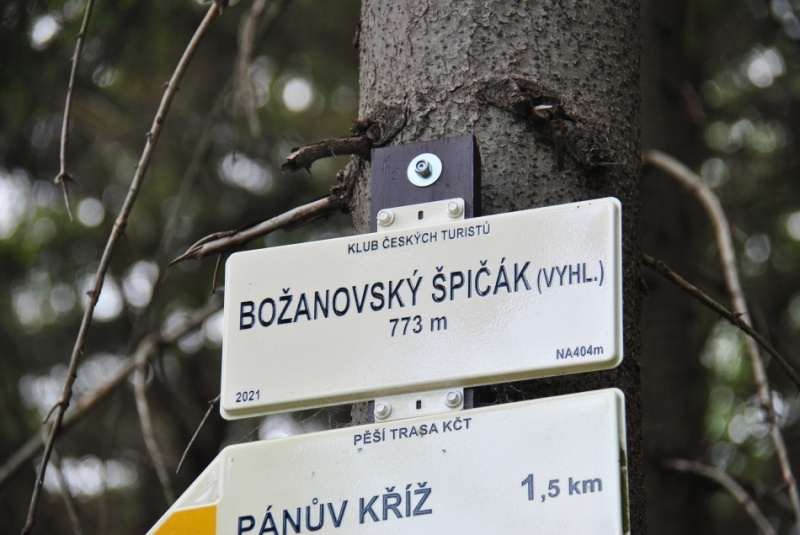 KLUB ČESKÝCH TURISTŮ
BOŽANOVSKÝ ŠPIČÁK (VYHL.)
773 m
2021 NA404m
PĚŠÍ TRASA KČT
PÁNŮV KŘÍŽ 1,5 km